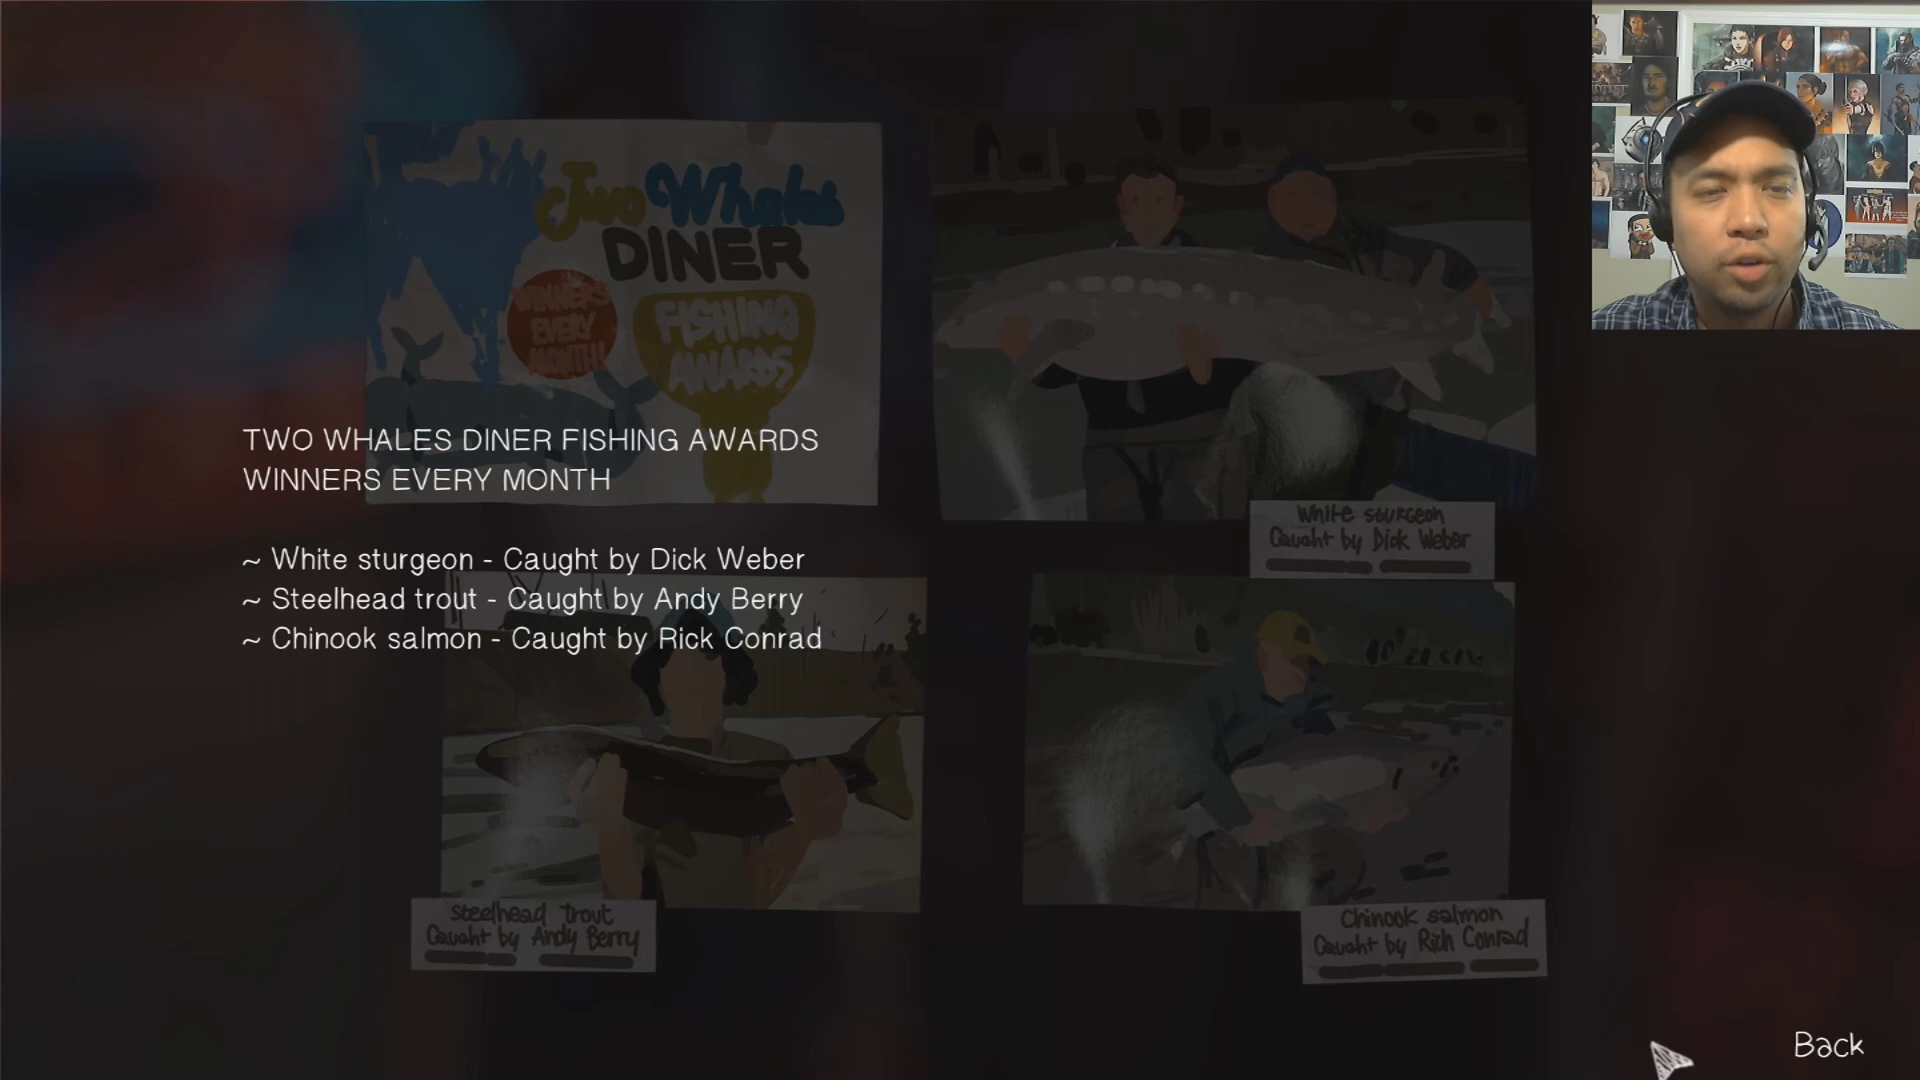 Two Whales
DINER
WINNERS
EVERY
MONTH!
FISHING
AWARDS
TWO WHALES DINER FISHING AWARDS
WINNERS EVERY MONTH
~ White sturgeon - Caught by Dick Weber
~ Steelhead trout - Caught by Andy Berry
~ Chinook salmon - Caught by Rick Conrad
White sturgeon
Caught by Dick Weber
steelhead trout
Caught by Andy Berry
Chinook salmon
Caught by Rich Conrad
Back